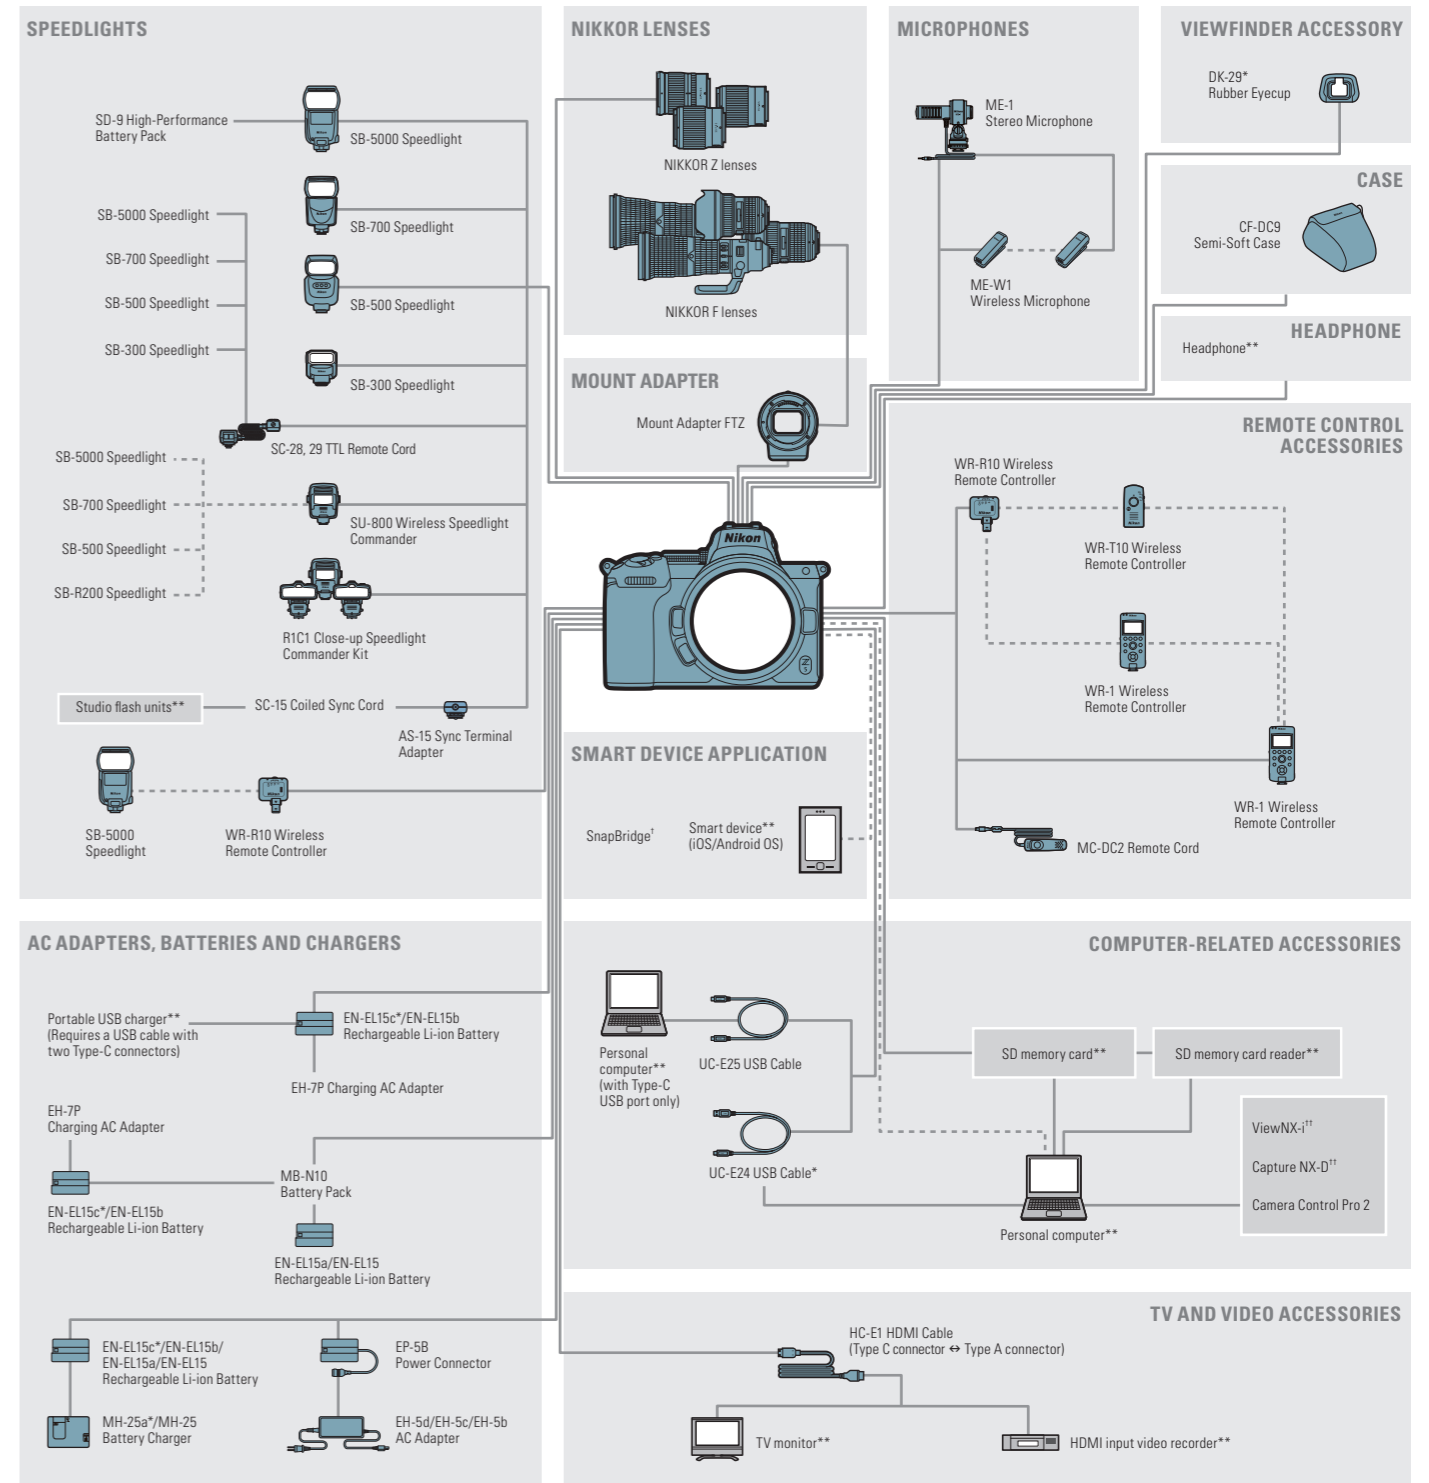 SPEEDLIGHTS
SD-9 High-Performance
Battery Pack
SB-5000 Speedlight
SB-700 Speedlight
SB-500 Speedlight
SB-300 Speedlight
SB-5000 Speedlight
SB-700 Speedlight
SB-500 Speedlight
SB-300 Speedlight
SC-28, 29 TTL Remote Cord
SB-5000 Speedlight
SB-700 Speedlight
SB-500 Speedlight
SB-R200 Speedlight
SU-800 Wireless Speedlight
Commander
R1C1 Close-up Speedlight
Commander Kit
Studio flash units**
SC-15 Coiled Sync Cord
AS-15 Sync Terminal
Adapter
SB-5000
Speedlight
WR-R10 Wireless
Remote Controller
NIKKOR LENSES
NIKKOR Z lenses
NIKKOR F lenses
MOUNT ADAPTER
Mount Adapter FTZ
MICROPHONES
ME-1
Stereo Microphone
ME-W1
Wireless Microphone
VIEWFINDER ACCESSORY
DK-29*
Rubber Eyecup
CASE
CF-DC9
Semi-Soft Case
HEADPHONE
Headphone**
REMOTE CONTROL
ACCESSORIES
WR-R10 Wireless
Remote Controller
WR-T10 Wireless
Remote Controller
WR-1 Wireless
Remote Controller
WR-1 Wireless
Remote Controller
MC-DC2 Remote Cord
Nikon
Z
5
SMART DEVICE APPLICATION
SnapBridge†
Smart device**
(iOS/Android OS)
AC ADAPTERS, BATTERIES AND CHARGERS
Portable USB charger**
(Requires a USB cable with
two Type-C connectors)
EN-EL15c*/EN-EL15b
Rechargeable Li-ion Battery
EH-7P Charging AC Adapter
EH-7P
Charging AC Adapter
EN-EL15c*/EN-EL15b
Rechargeable Li-ion Battery
MB-N10
Battery Pack
EN-EL15a/EN-EL15
Rechargeable Li-ion Battery
EN-EL15c*/EN-EL15b/
EN-EL15a/EN-EL15
Rechargeable Li-ion Battery
EP-5B
Power Connector
MH-25a*/MH-25
Battery Charger
EH-5d/EH-5c/EH-5b
AC Adapter
COMPUTER-RELATED ACCESSORIES
Personal
computer**
(with Type-C
USB port only)
UC-E25 USB Cable
UC-E24 USB Cable*
SD memory card**
SD memory card reader**
ViewNX-i††
Capture NX-D††
Camera Control Pro 2
Personal computer**
TV AND VIDEO ACCESSORIES
HC-E1 HDMI Cable
(Type C connector ↔ Type A connector)
TV monitor**
HDMI input video recorder**